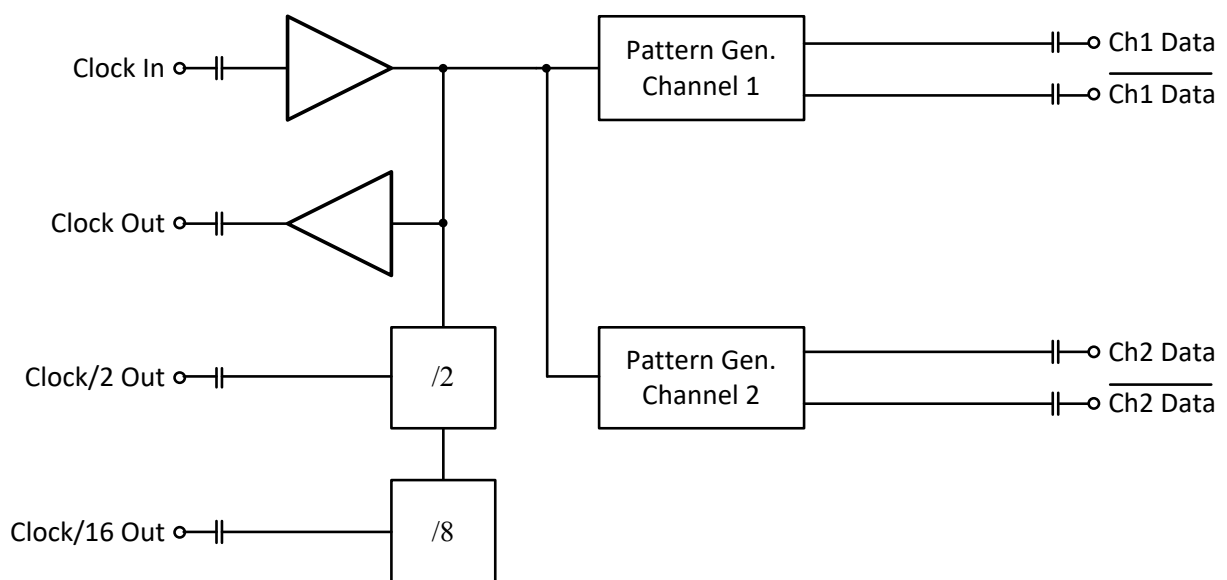 Clock In
Pattern Gen.
Channel 1
Ch1 Data
Ch1 Data
Clock Out
Clock/2 Out
/2
Pattern Gen.
Channel 2
Ch2 Data
Ch2 Data
Clock/16 Out
/8